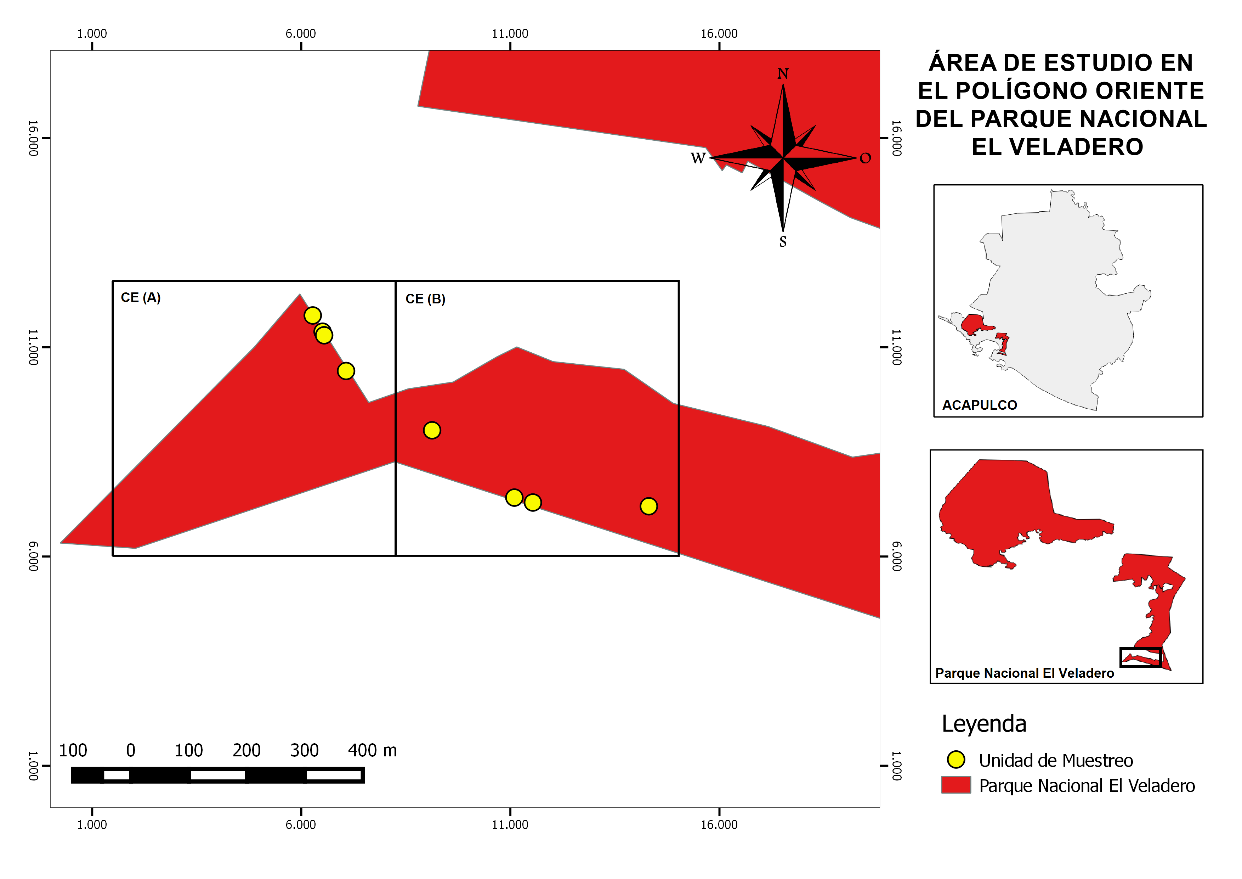 1.000 6.000 11.000 16.000
ÁREA DE ESTUDIO EN
EL POLÍGONO ORIENTE
DEL PARQUE NACIONAL
EL VELADERO
N
W O
S
16.000 16.000
CE (A) CE (B)
11.000 11.000
ACAPULCO
6.000 6.000
Parque Nacional El Veladero
Leyenda
Unidad de Muestreo
Parque Nacional El Veladero
100 0 100 200 300 400 m
1.000 1.000
1.000 6.000 11.000 16.000